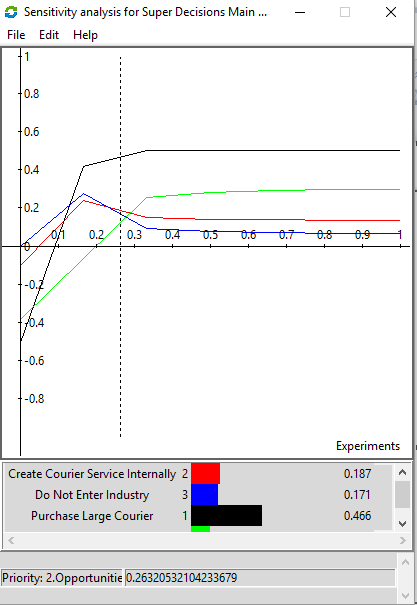 Sensitivity analysis for Super Decisions Main ...
File Edit Help
1
0.8
0.6
0.4
0.2
0 0.1 0.2 0.3 0.4 0.5 0.6 0.7 0.8 0.9 1
-0.2
-0.4
-0.6
-0.8
Experiments
Create Courier Service Internally 2 0.187
Do Not Enter Industry 3 0.171
Purchase Large Courier 1 0.466
Priority: 2.Opportunitie 0.26320532104233679